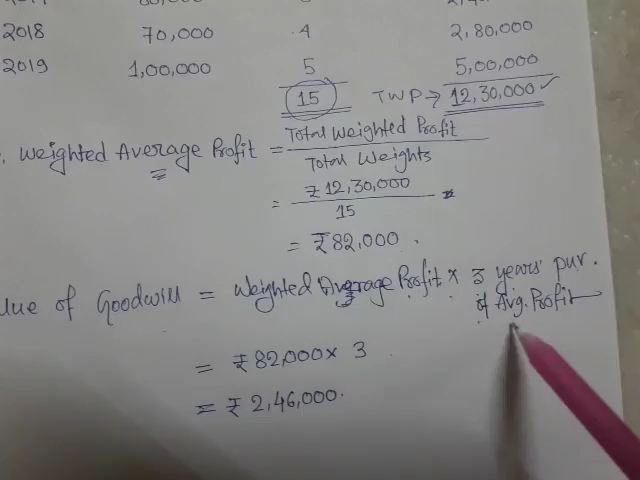 2018 70,000 4 2,80,000
2019 1,00,000 5 5,00,000
15 TWP → 12,30,000 ✓
Weighted Average Profit = Total Weighted Profit
Total Weights
= ₹12,30,000
15
= ₹82,000.
Goodwill = Weighted Average Profit × 3 years' pur.
of Avg. Profit
= ₹82,000 × 3
= ₹2,46,000.